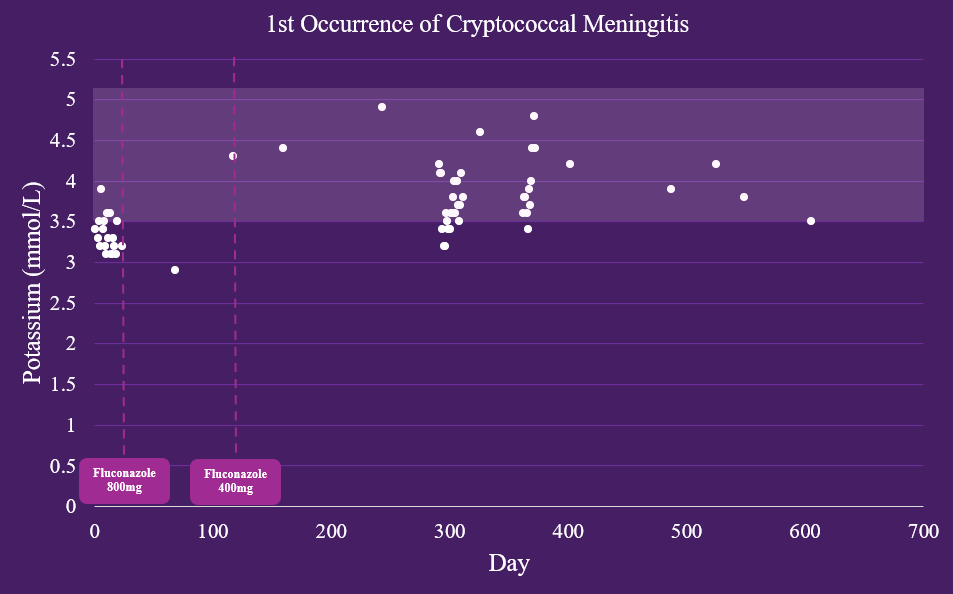 1st Occurrence of Cryptococcal Meningitis
5.5
5
4.5
4
3.5
3
2.5
2
1.5
1
0.5
0
Potassium (mmol/L)
Fluconazole
800mg
Fluconazole
400mg
0 100 200 300 400 500 600 700
Day